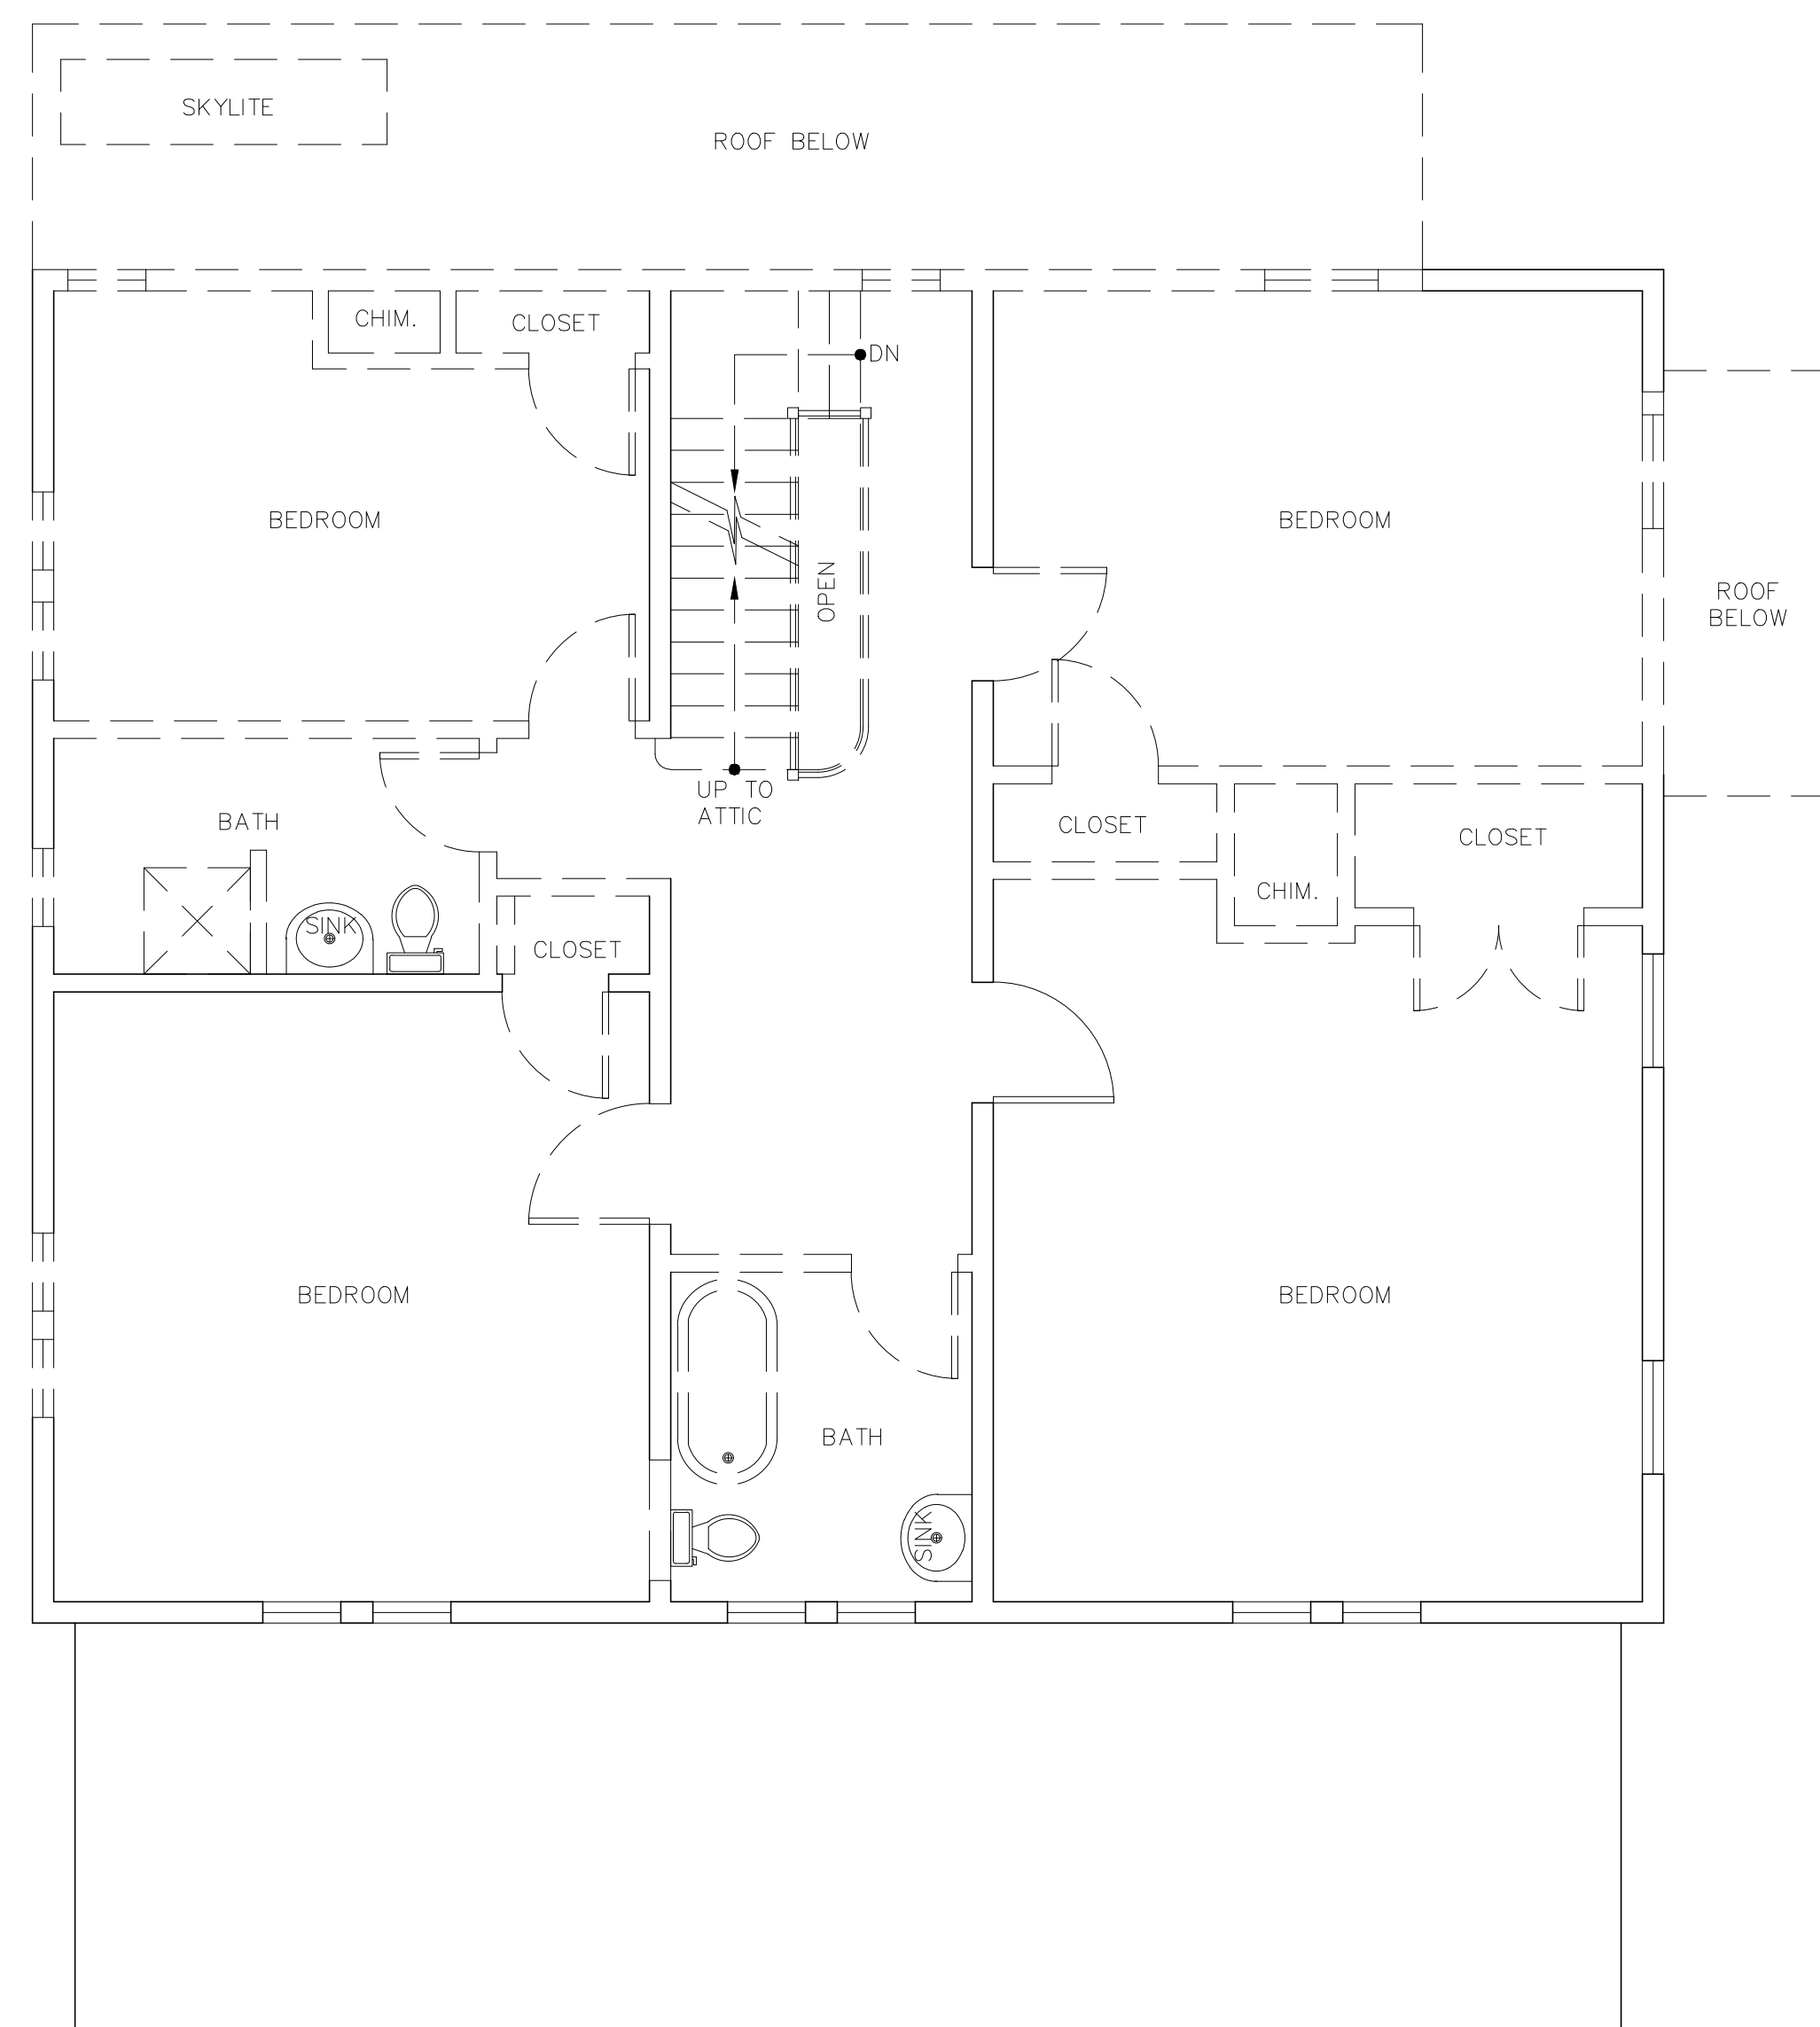 SKYLITE
ROOF BELOW
CHIM.
CLOSET
DN
BEDROOM
BEDROOM
OPEN
ROOF
BELOW
UP TO
ATTIC
BATH
CLOSET
CLOSET
CHIM.
SINK
CLOSET
BEDROOM
BEDROOM
BATH
SINK